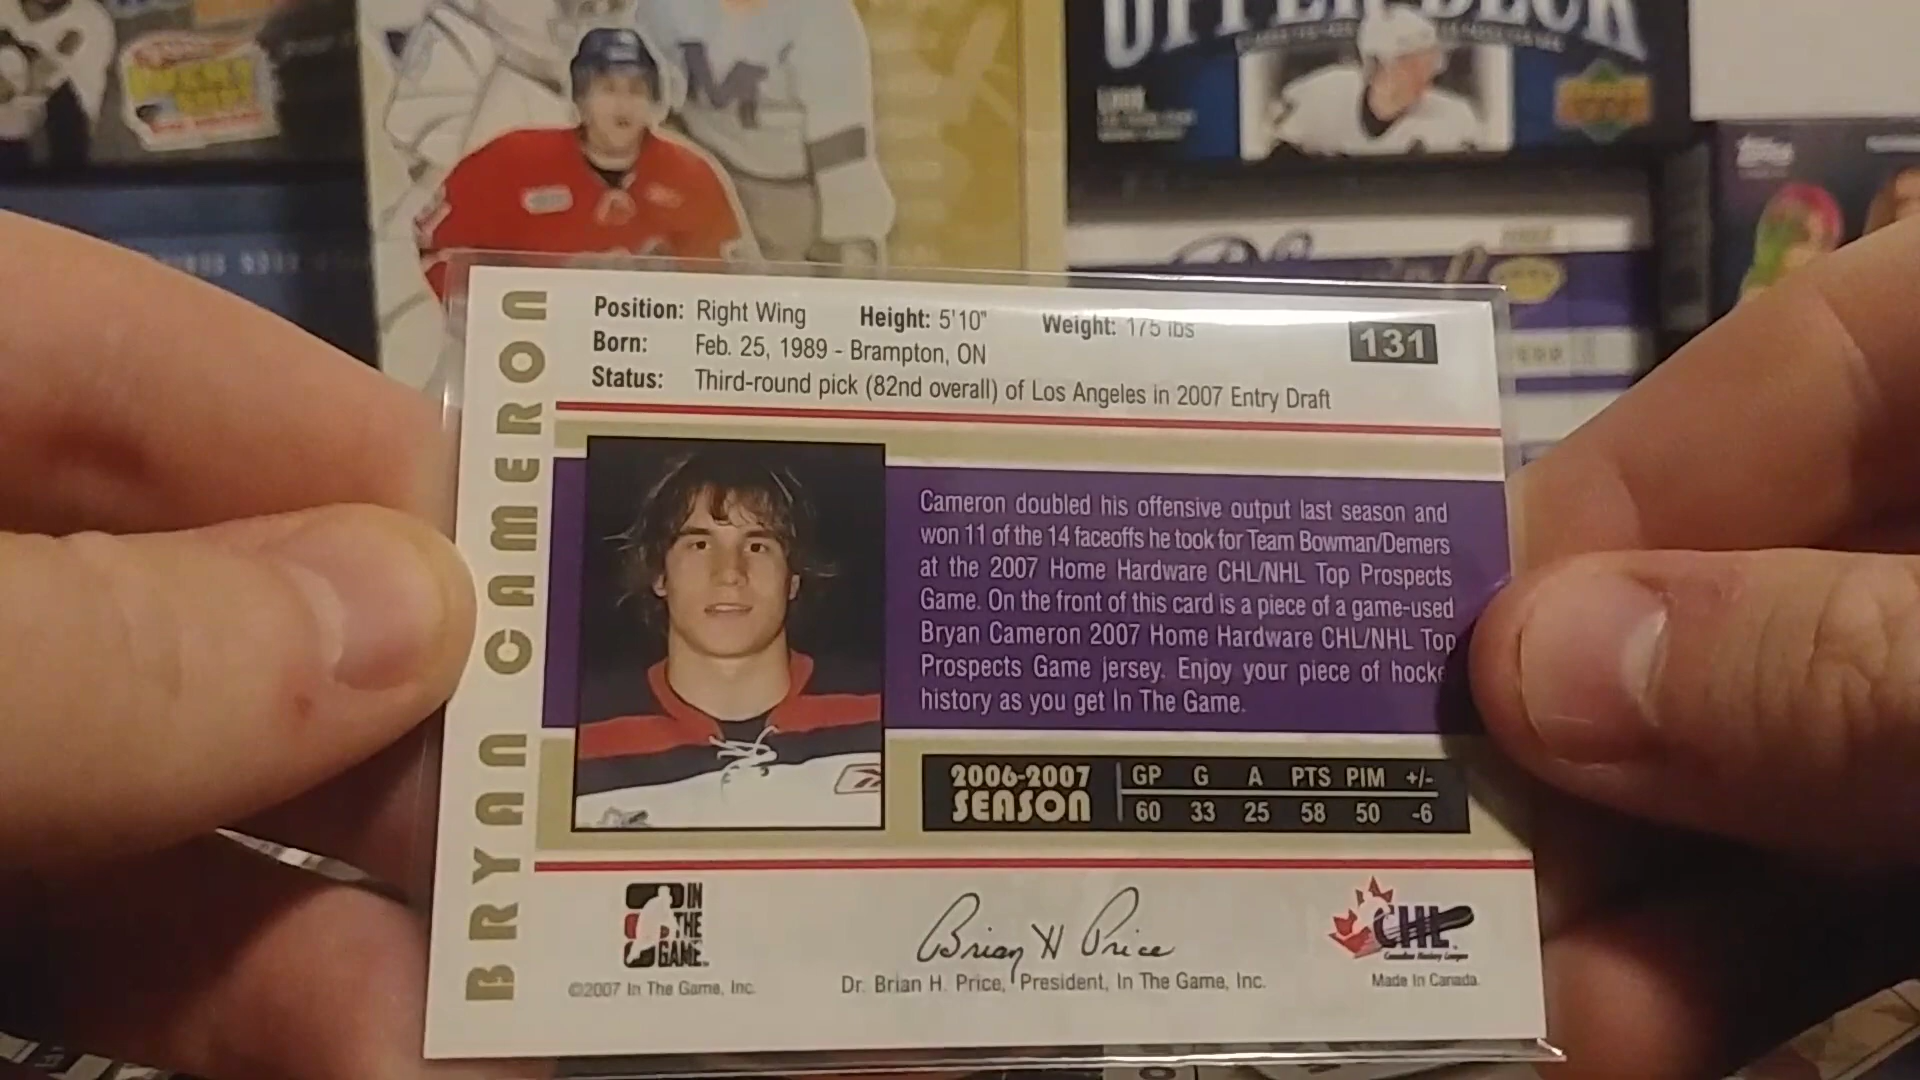 UPPER DECK
BRYAN CAMERON
Position: Right Wing Height: 5'10" Weight: 175 lbs
131
Born: Feb. 25, 1989 - Brampton, ON
Status: Third-round pick (82nd overall) of Los Angeles in 2007 Entry Draft
Cameron doubled his offensive output last season and
won 11 of the 14 faceoffs he took for Team Bowman/Demers
at the 2007 Home Hardware CHL/NHL Top Prospects
Game. On the front of this card is a piece of a game-used
Bryan Cameron 2007 Home Hardware CHL/NHL Top
Prospects Game jersey. Enjoy your piece of hocke
history as you get In The Game.
2006-2007 SEASON
GP G A PTS PIM +/-
60 33 25 58 50 -6
IN
THE
GAME
Brian H Price
CHL
Canadian Hockey League
©2007 In The Game, Inc.
Dr. Brian H. Price, President, In The Game, Inc.
Made In Canada